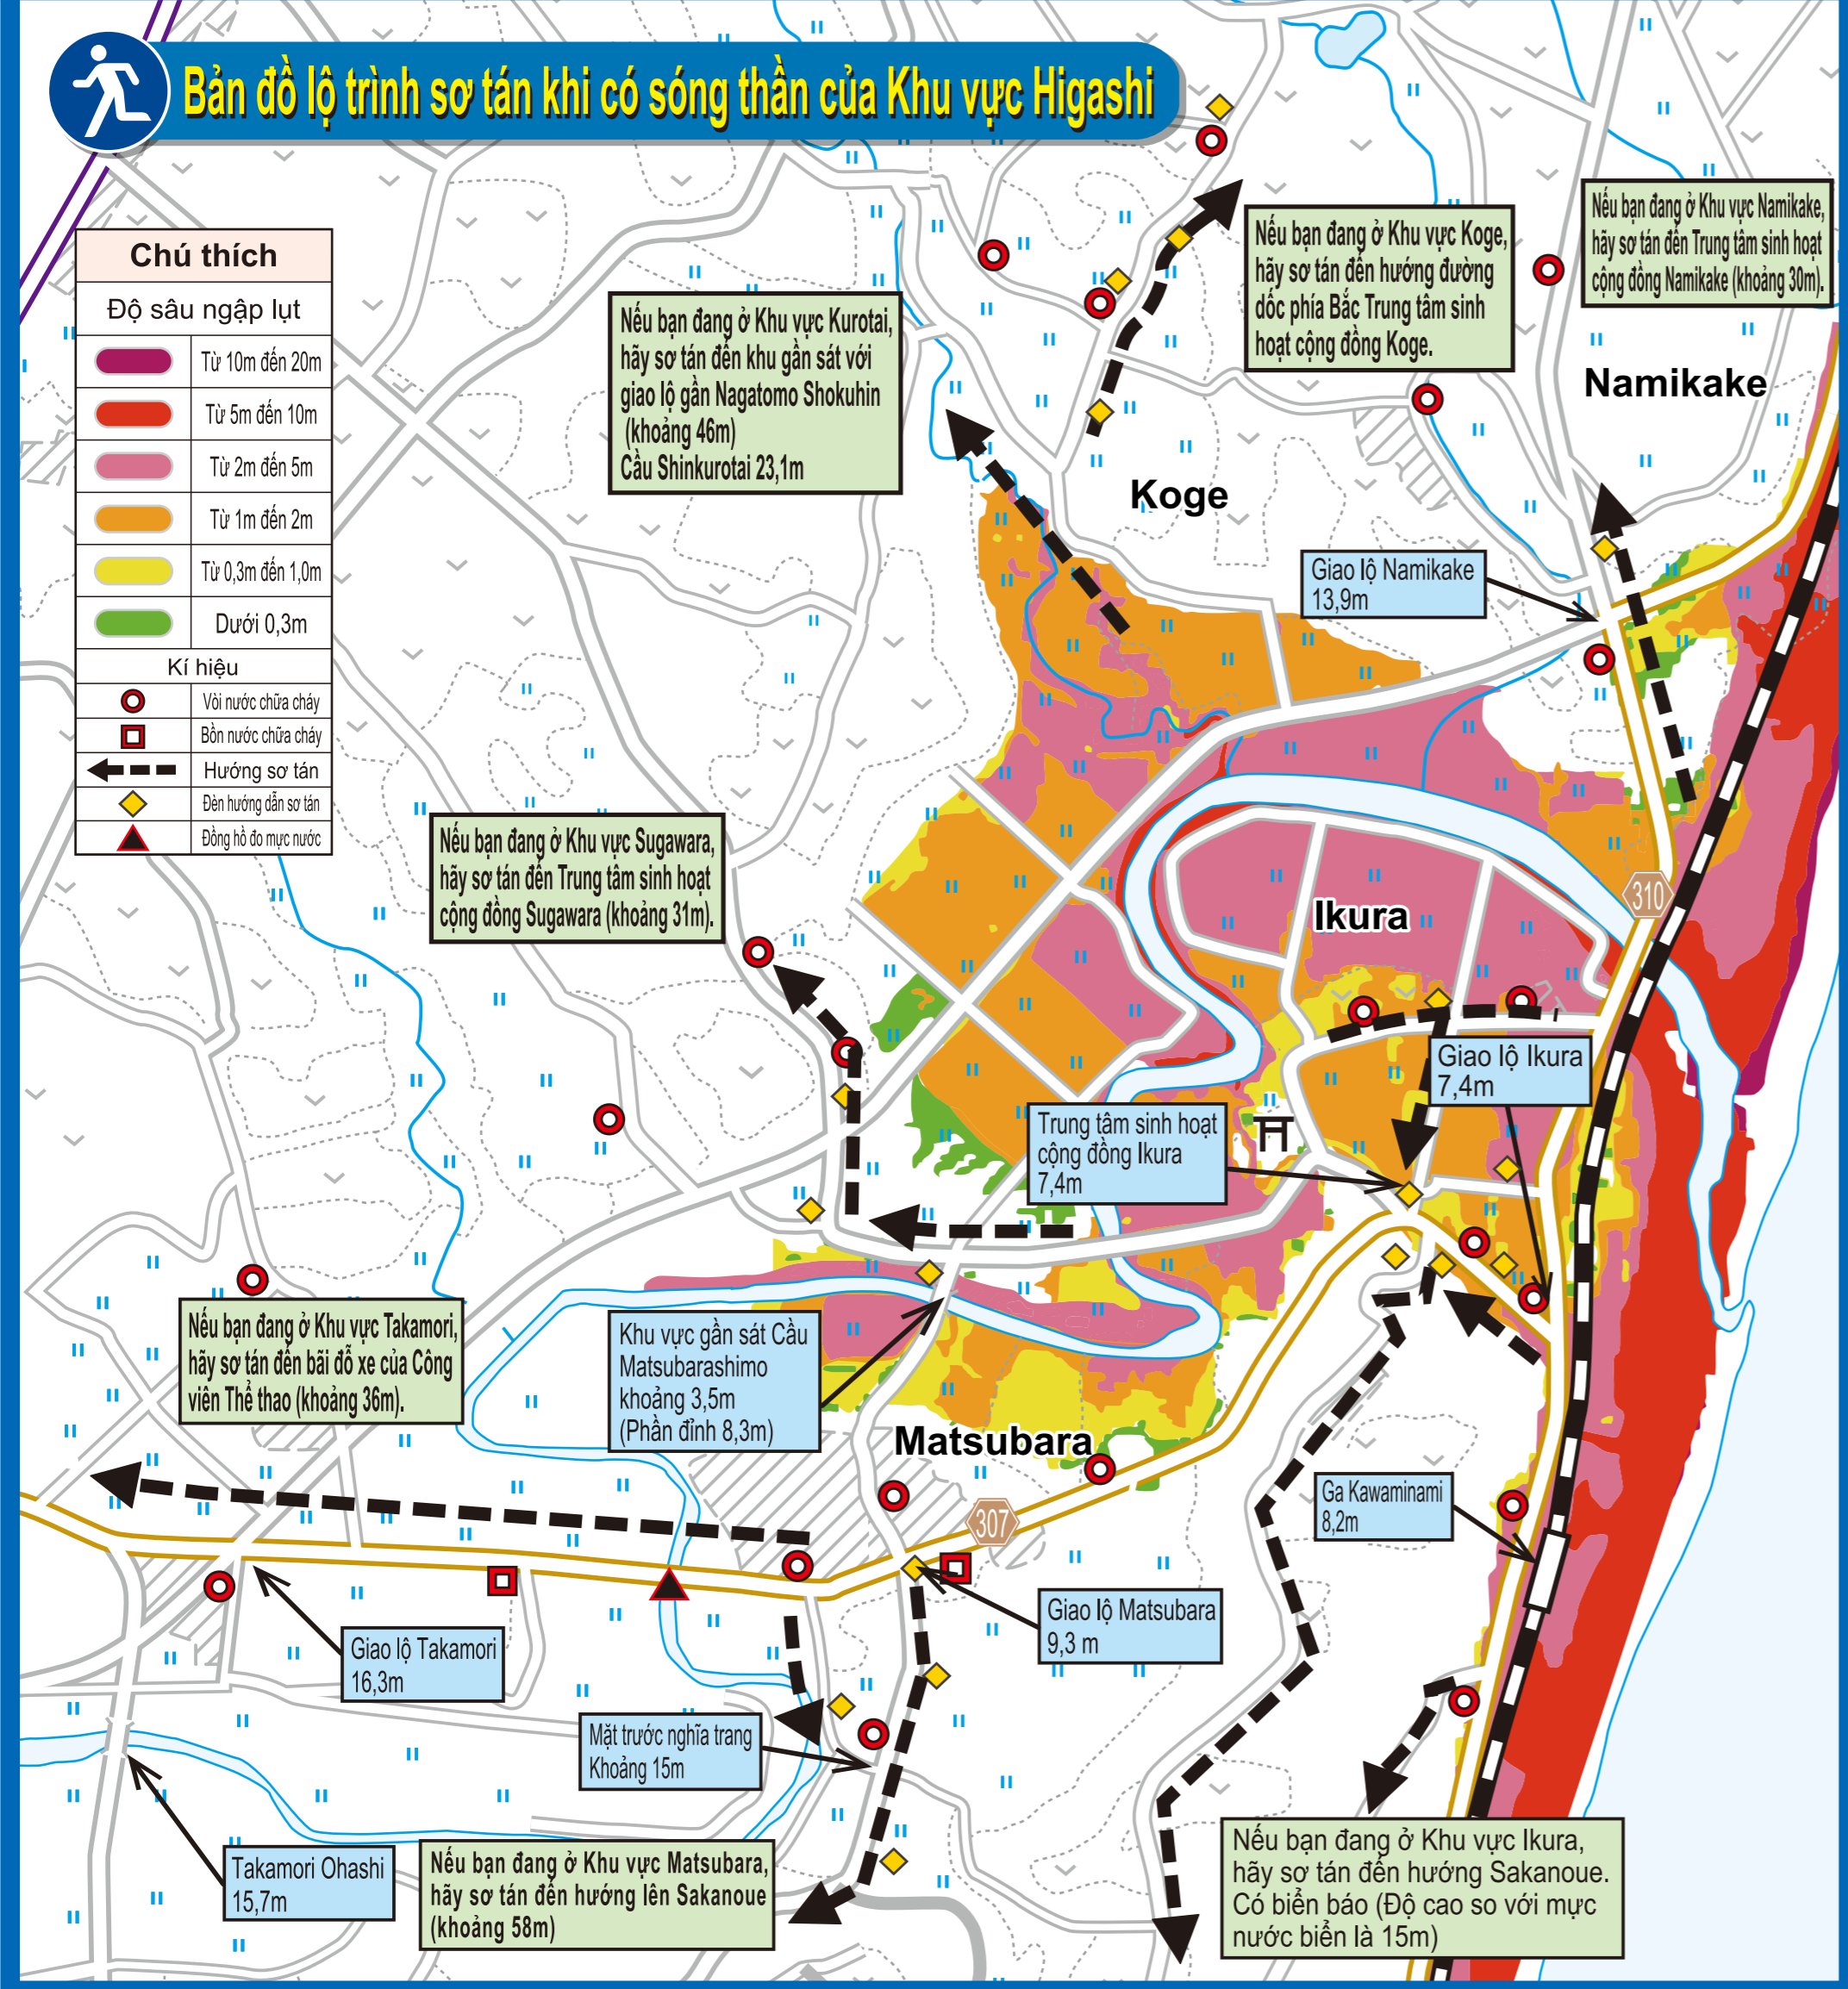 Bản đồ lộ trình sơ tán khi có sóng thần của Khu vực Higashi
Chú thích
Độ sâu ngập lụt
Từ 10m đến 20m
Từ 5m đến 10m
Từ 2m đến 5m
Từ 1m đến 2m
Từ 0,3m đến 1,0m
Dưới 0,3m
Kí hiệu
Vòi nước chữa cháy
Bồn nước chữa cháy
Hướng sơ tán
Đèn hướng dẫn sơ tán
Đồng hồ đo mực nước
Nếu bạn đang ở Khu vực Namikake,
hãy sơ tán đến Trung tâm sinh hoạt
cộng đồng Namikake (khoảng 30m).
Nếu bạn đang ở Khu vực Koge,
hãy sơ tán đến hướng đường
dốc phía Bắc Trung tâm sinh
hoạt cộng đồng Koge.
Nếu bạn đang ở Khu vực Kurotai,
hãy sơ tán đến khu gần sát với
giao lộ gần Nagatomo Shokuhin
(khoảng 46m)
Cầu Shinkurotai 23,1m
Namikake
Koge
Giao lộ Namikake
13,9m
Nếu bạn đang ở Khu vực Sugawara,
hãy sơ tán đến Trung tâm sinh hoạt
cộng đồng Sugawara (khoảng 31m).
310
Ikura
Giao lộ Ikura
7,4m
Trung tâm sinh hoạt
cộng đồng Ikura
7,4m
Nếu bạn đang ở Khu vực Takamori,
hãy sơ tán đến bãi đỗ xe của Công
viên Thể thao (khoảng 36m).
Khu vực gần sát Cầu
Matsubarashimo
khoảng 3,5m
(Phần đỉnh 8,3m)
Matsubara
307
Ga Kawaminami
8,2m
Giao lộ Matsubara
9,3 m
Giao lộ Takamori
16,3m
Mặt trước nghĩa trang
Khoảng 15m
Takamori Ohashi
15,7m
Nếu bạn đang ở Khu vực Matsubara,
hãy sơ tán đến hướng lên Sakanoue
(khoảng 58m)
Nếu bạn đang ở Khu vực Ikura,
hãy sơ tán đến hướng Sakanoue.
Có biển báo (Độ cao so với mực
nước biển là 15m)